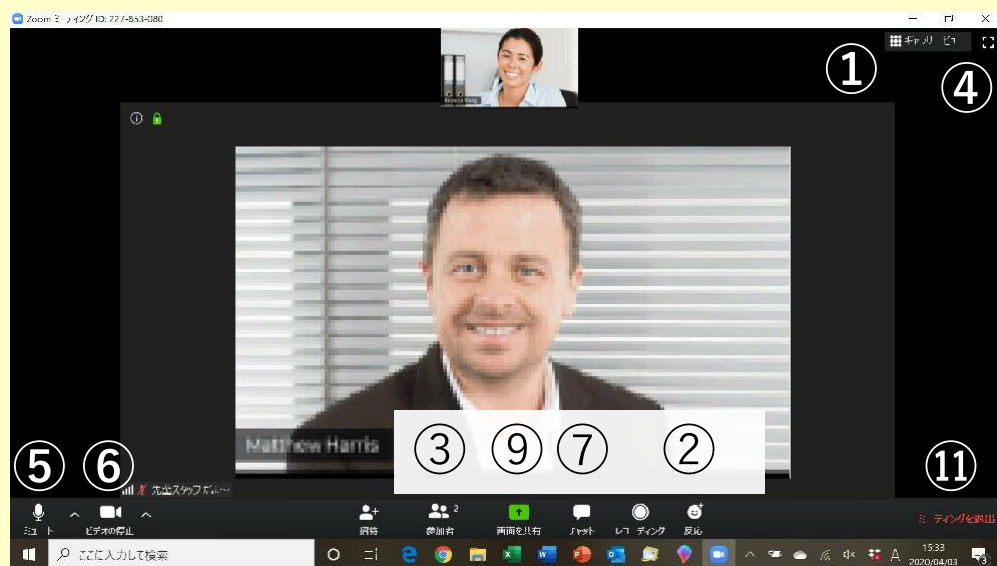 Zoom ミーティング ID: 227-853-080
ギャラリー ビュー
①
④
Rebecca Wang
Matthew Harris
③
⑨
⑦
②
⑤
⑥
⑪
ミュート
ビデオの停止
招待
参加者
2
画面を共有
チャット
レコーディング
反応
ミーティングを退出
ここに入力して検索
A
15:33
2020/04/03
3